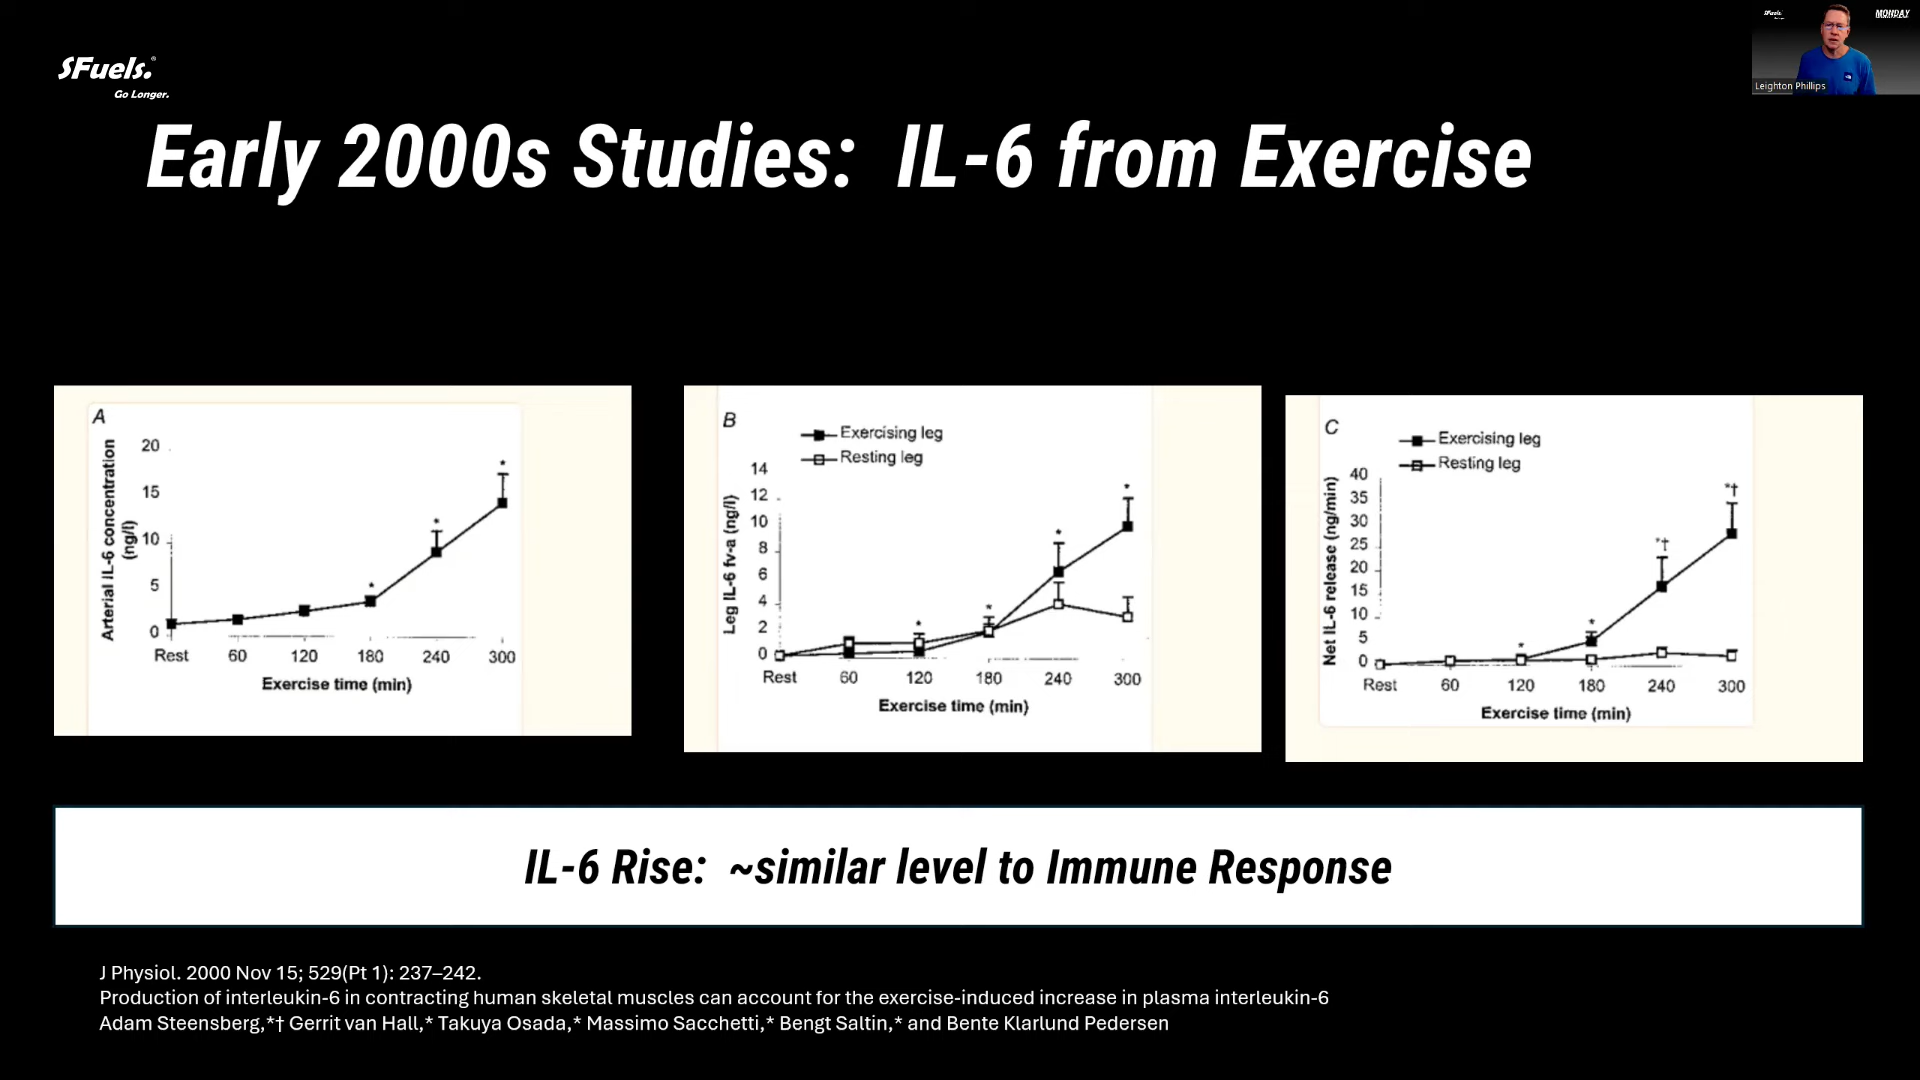 SFuels.®
Go Longer.
MONDAY
Leighton Phillips
Early 2000s Studies: IL-6 from Exercise
A
Arterial IL-6 concentration
(ng/l)
20
15
10
5
0
*
*
*
Rest 60 120 180 240 300
Exercise time (min)
B
Exercising leg
Resting leg
Leg IL-6 fv-a (ng/l)
14
12
10
8
6
4
2
0
*
*
*
*
Rest 60 120 180 240 300
Exercise time (min)
C
Exercising leg
Resting leg
Net IL-6 release (ng/min)
40
35
30
25
20
15
10
5
0
*
*
*†
*†
Rest 60 120 180 240 300
Exercise time (min)
IL-6 Rise: ~similar level to Immune Response
J Physiol. 2000 Nov 15; 529(Pt 1): 237–242.
Production of interleukin-6 in contracting human skeletal muscles can account for the exercise-induced increase in plasma interleukin-6
Adam Steensberg,*† Gerrit van Hall,* Takuya Osada,* Massimo Sacchetti,* Bengt Saltin,* and Bente Klarlund Pedersen